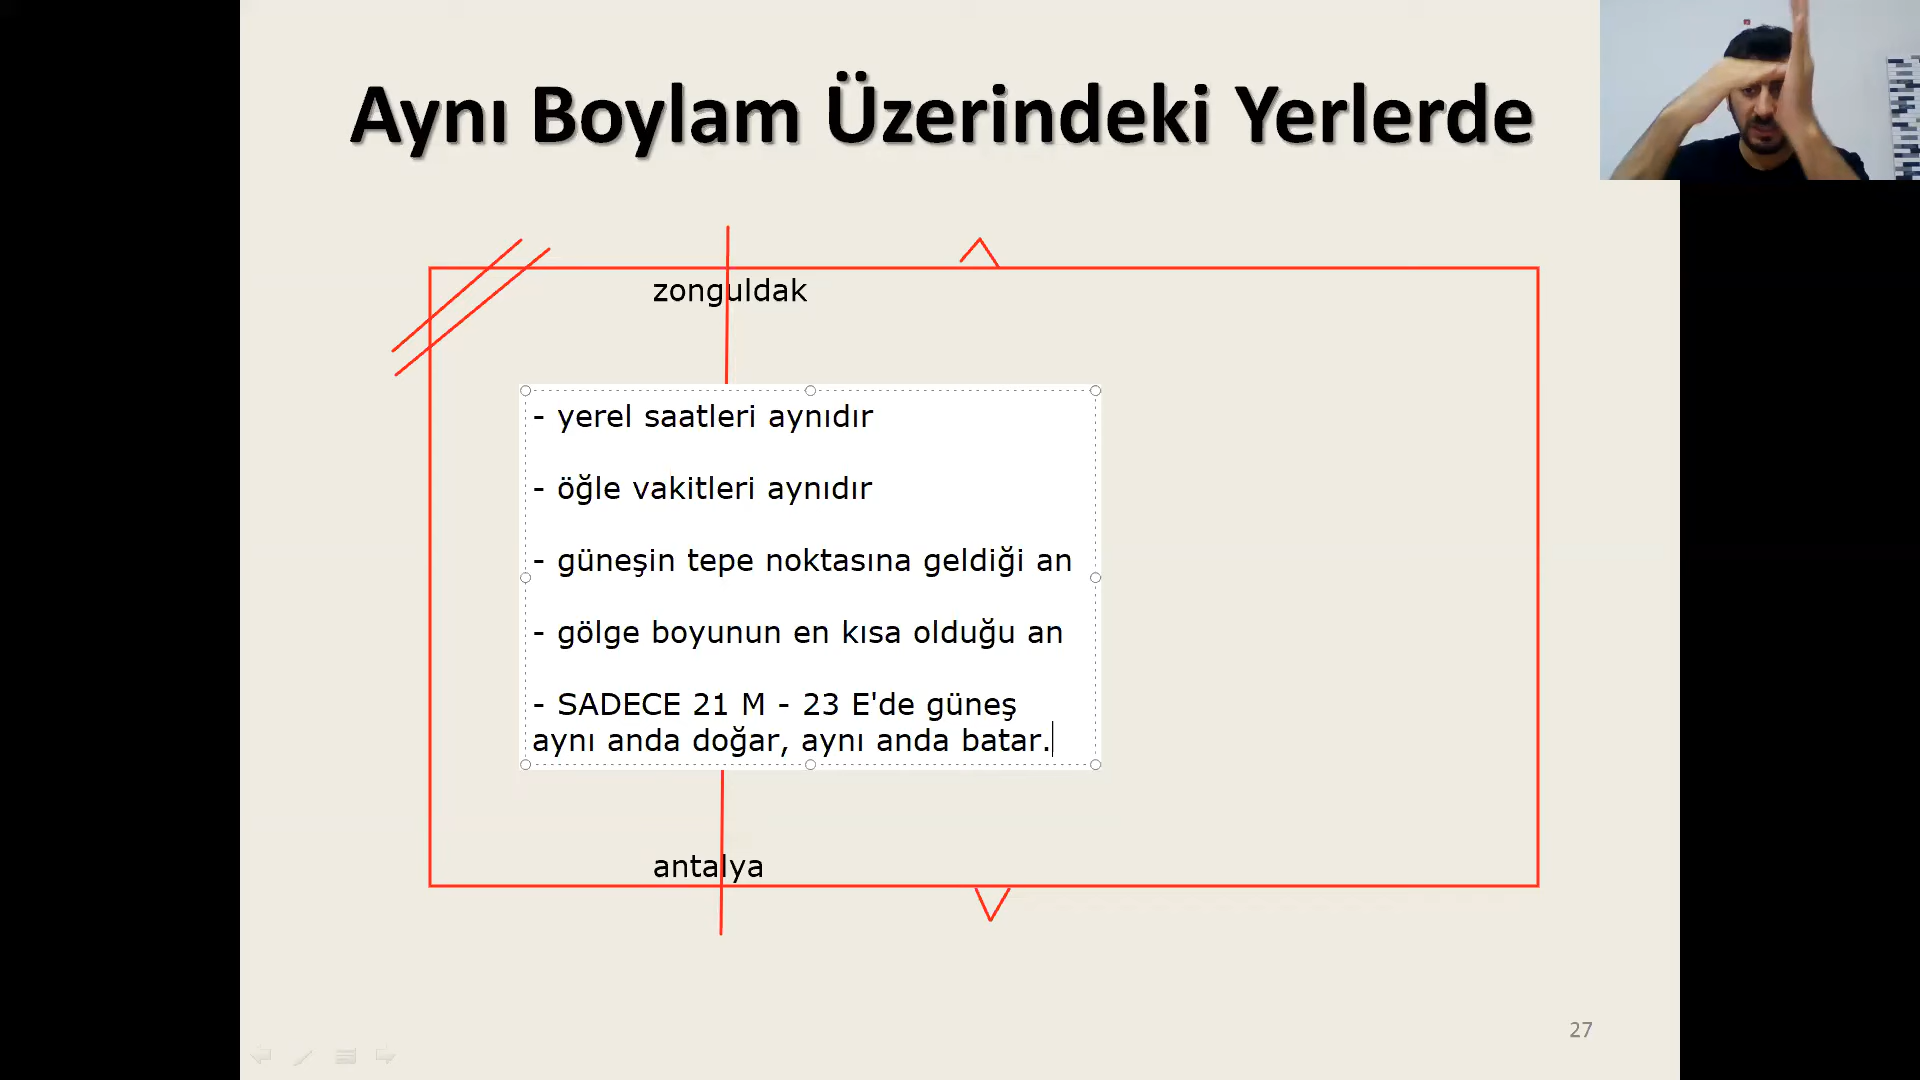 Aynı Boylam Üzerindeki Yerlerde
zonguldak
- yerel saatleri aynıdır
- öğle vakitleri aynıdır
- güneşin tepe noktasına geldiği an
- gölge boyunun en kısa olduğu an
- SADECE 21 M - 23 E'de güneş
aynı anda doğar, aynı anda batar.
antalya
27